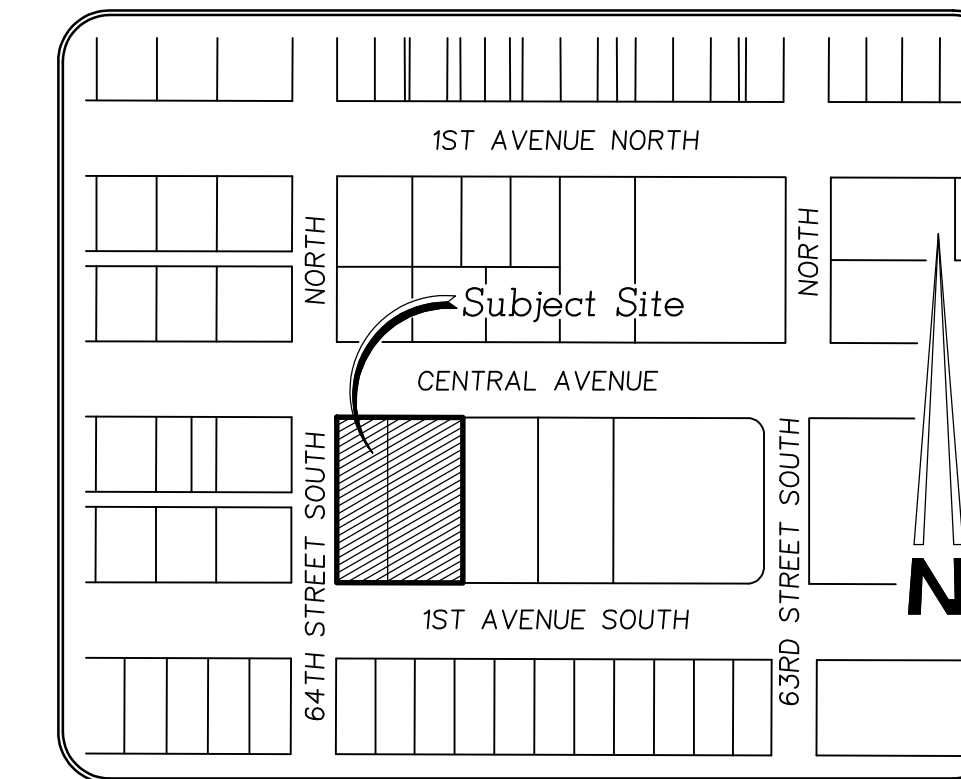 1ST AVENUE NORTH
NORTH
NORTH
Subject Site
CENTRAL AVENUE
64TH STREET SOUTH
63RD STREET SOUTH
N
1ST AVENUE SOUTH